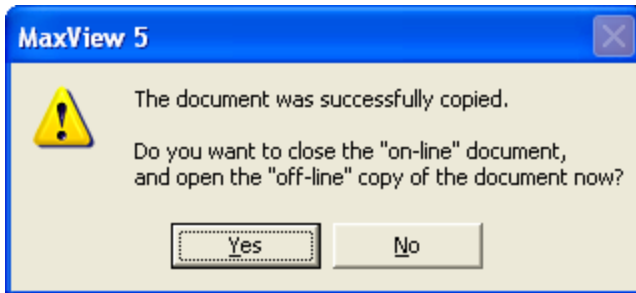 MaxView 5
The document was successfully copied.
Do you want to close the "on-line" document,
and open the "off-line" copy of the document now?
Yes
No